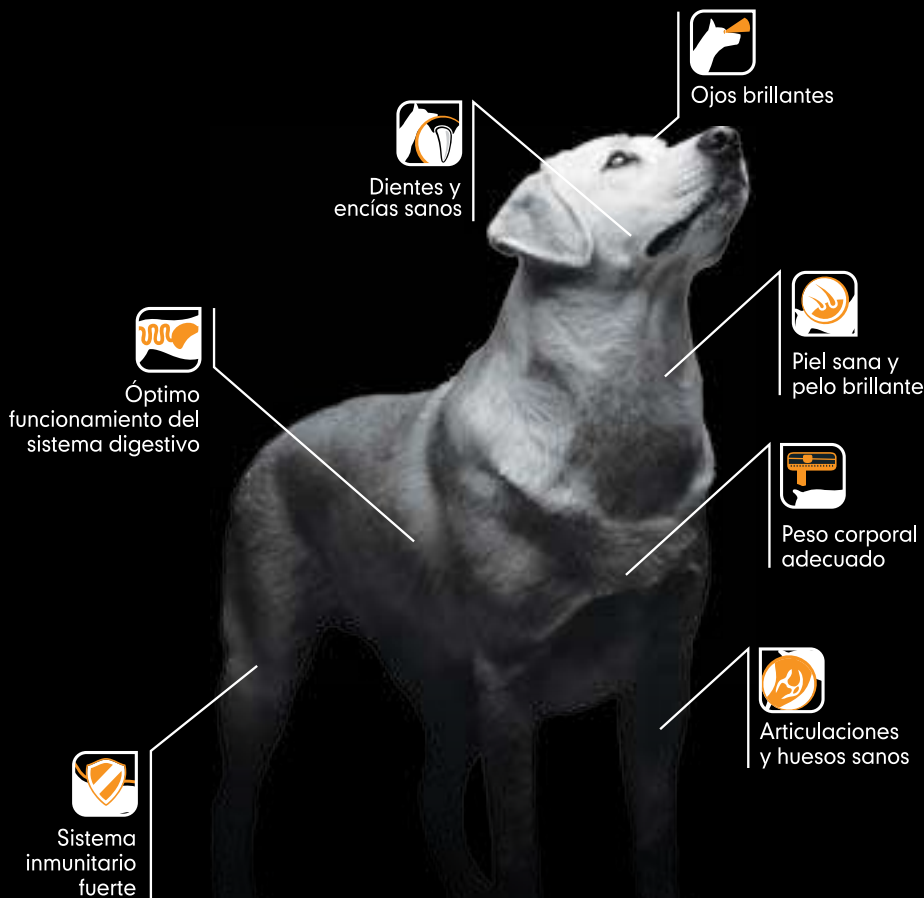 Ojos brillantes
Dientes y
encías sanos
Piel sana y
pelo brillante
Óptimo
funcionamiento del
sistema digestivo
Peso corporal
adecuado
Articulaciones
y huesos sanos
Sistema
inmunitario
fuerte